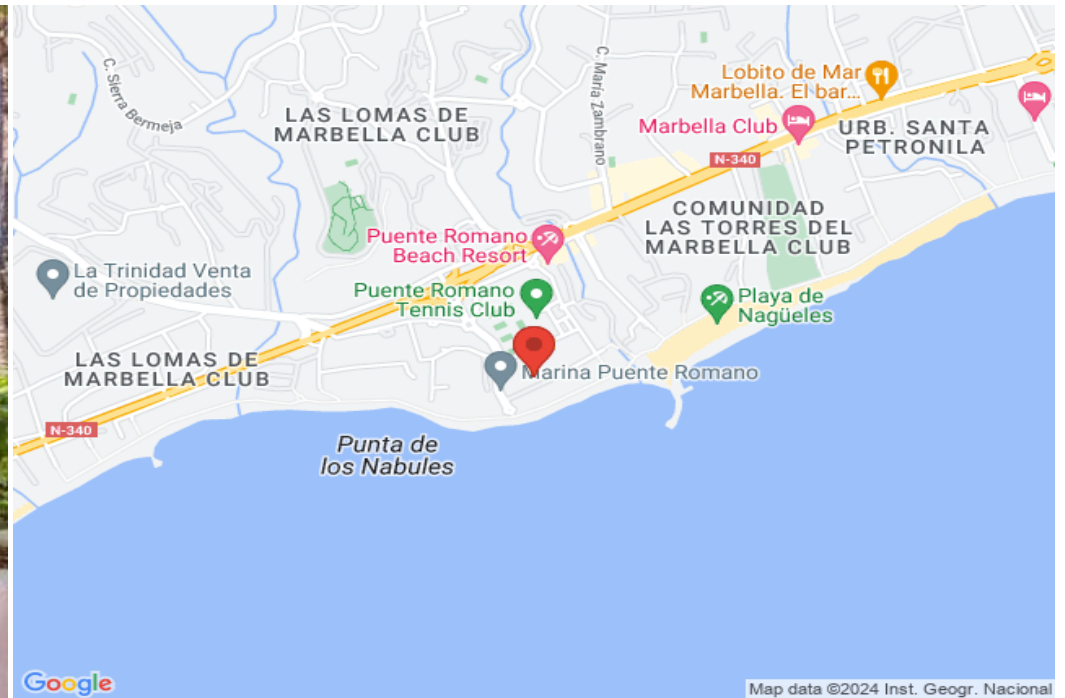 C. Sierra Bermeja
LAS LOMAS DE
MARBELLA CLUB
C. María Zambrano
Lobito de Mar
Marbella. El bar...
Marbella Club
URB. SANTA
PETRONILA
N-340
COMUNIDAD
LAS TORRES DEL
MARBELLA CLUB
Puente Romano
Beach Resort
La Trinidad Venta
de Propiedades
Puente Romano
Tennis Club
Playa de
Nagüeles
LAS LOMAS DE
MARBELLA CLUB
Marina Puente Romano
N-340
Punta de
los Nabules
Google
Map data ©2024 Inst. Geogr. Nacional